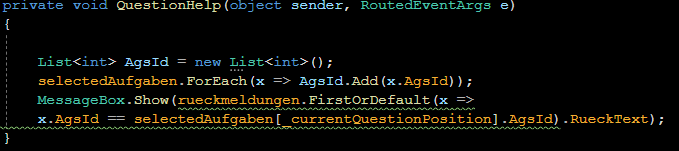 private void QuestionHelp(object sender, RoutedEventArgs e)
{
List<int> AgsId = new List<int>();
selectedAufgaben.ForEach(x => AgsId.Add(x.AgsId));
MessageBox.Show(rueckmeldungen.FirstOrDefault(x =>
x.AgsId == selectedAufgaben[_currentQuestionPosition].AgsId).RueckText);
}